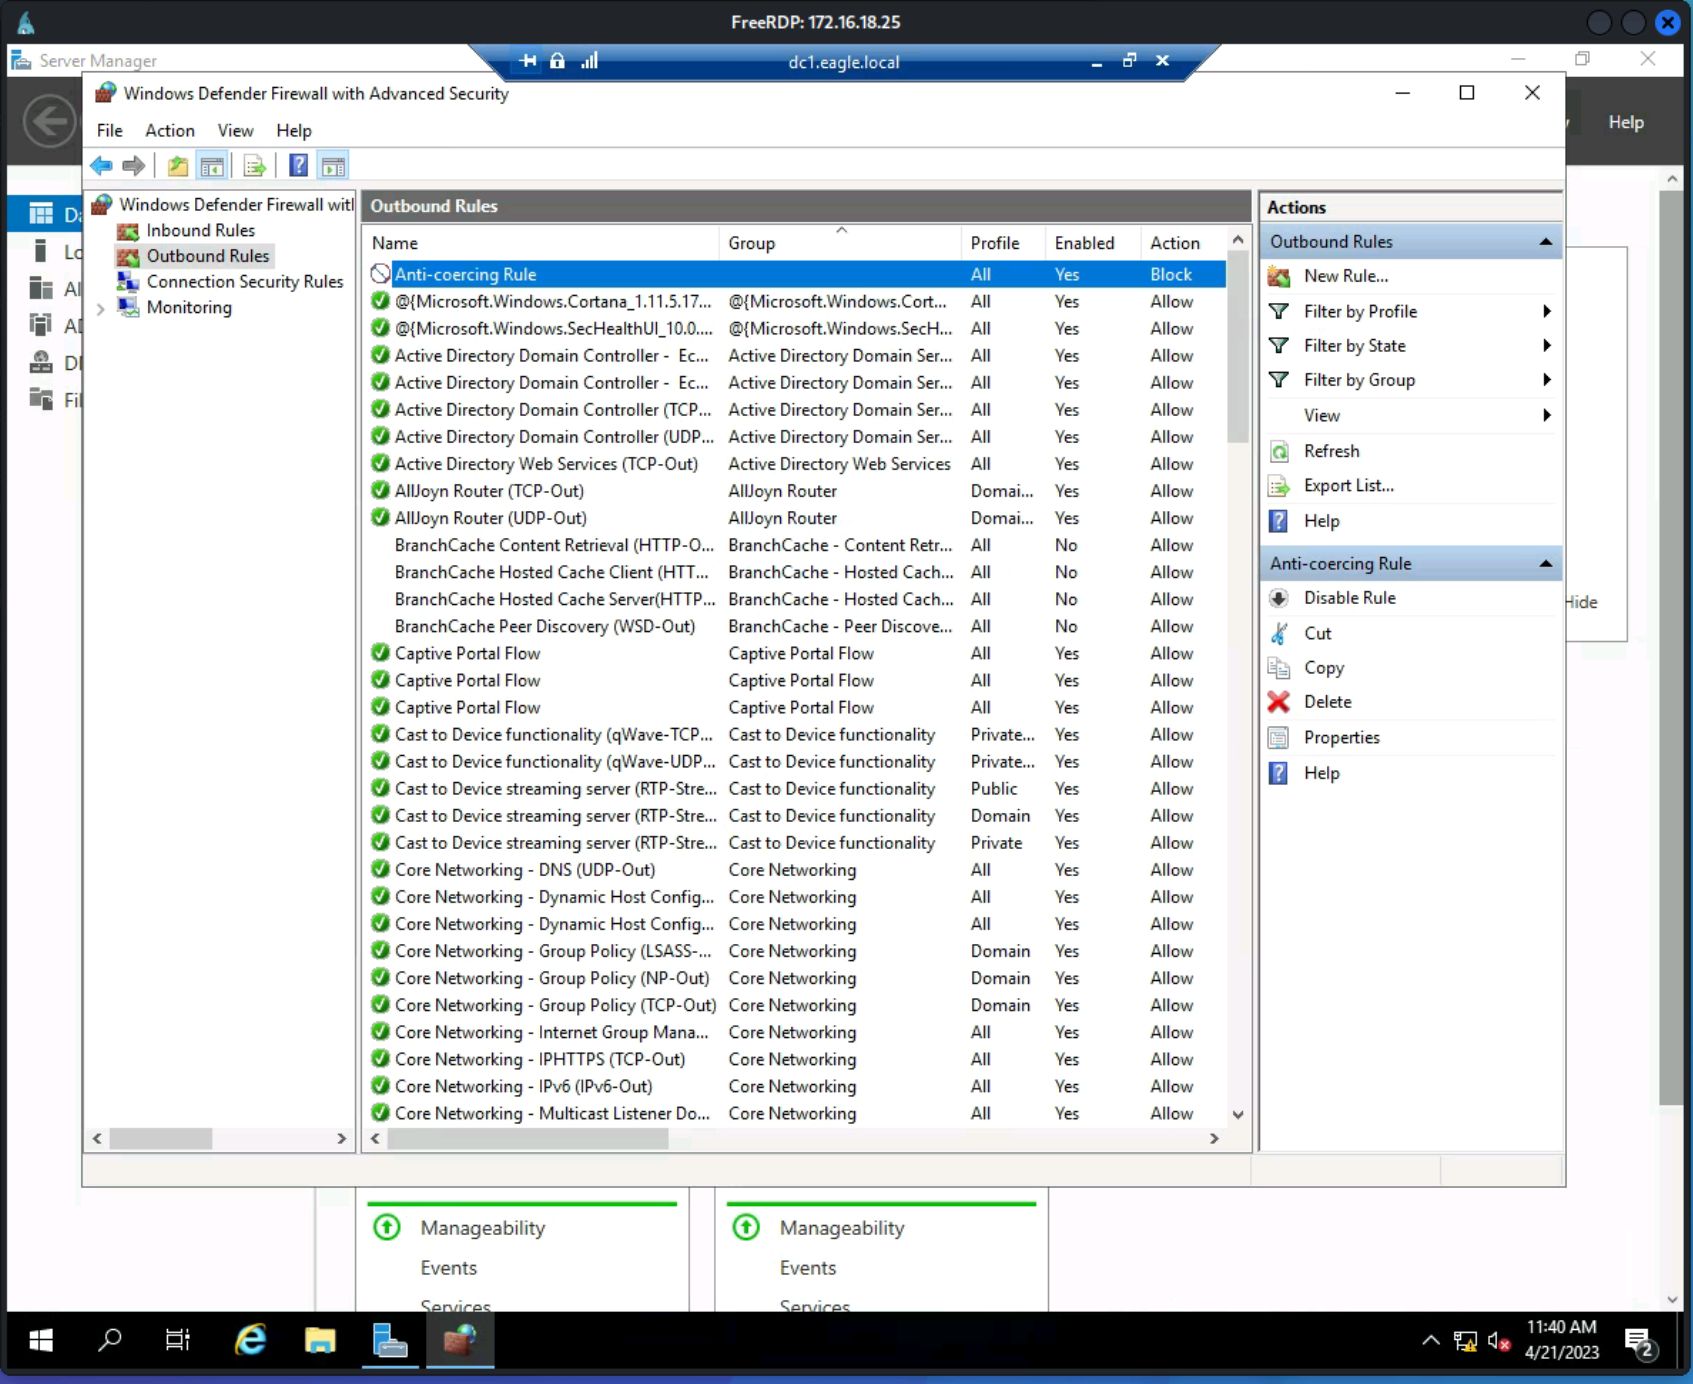 FreeRDP: 172.16.18.25
Server Manager
dc1.eagle.local
Windows Defender Firewall with Advanced Security
File Action View Help
Help
Windows Defender Firewall witl
Inbound Rules
Outbound Rules
Connection Security Rules
Monitoring
Da
Lo
Al
AD
DI
Fil
Outbound Rules
Name Group Profile Enabled Action
Anti-coercing Rule All Yes Block
@{Microsoft.Windows.Cortana_1.11.5.17... @{Microsoft.Windows.Cort... All Yes Allow
@{Microsoft.Windows.SecHealthUI_10.0.... @{Microsoft.Windows.SecH... All Yes Allow
Active Directory Domain Controller - Ec... Active Directory Domain Ser... All Yes Allow
Active Directory Domain Controller - Ec... Active Directory Domain Ser... All Yes Allow
Active Directory Domain Controller (TCP... Active Directory Domain Ser... All Yes Allow
Active Directory Domain Controller (UDP... Active Directory Domain Ser... All Yes Allow
Active Directory Web Services (TCP-Out) Active Directory Web Services All Yes Allow
AllJoyn Router (TCP-Out) AllJoyn Router Domai... Yes Allow
AllJoyn Router (UDP-Out) AllJoyn Router Domai... Yes Allow
BranchCache Content Retrieval (HTTP-O... BranchCache - Content Retr... All No Allow
BranchCache Hosted Cache Client (HTT... BranchCache - Hosted Cach... All No Allow
BranchCache Hosted Cache Server(HTTP... BranchCache - Hosted Cach... All No Allow
BranchCache Peer Discovery (WSD-Out) BranchCache - Peer Discove... All No Allow
Captive Portal Flow Captive Portal Flow All Yes Allow
Captive Portal Flow Captive Portal Flow All Yes Allow
Captive Portal Flow Captive Portal Flow All Yes Allow
Cast to Device functionality (qWave-TCP... Cast to Device functionality Private... Yes Allow
Cast to Device functionality (qWave-UDP... Cast to Device functionality Private... Yes Allow
Cast to Device streaming server (RTP-Stre... Cast to Device functionality Public Yes Allow
Cast to Device streaming server (RTP-Stre... Cast to Device functionality Domain Yes Allow
Cast to Device streaming server (RTP-Stre... Cast to Device functionality Private Yes Allow
Core Networking - DNS (UDP-Out) Core Networking All Yes Allow
Core Networking - Dynamic Host Config... Core Networking All Yes Allow
Core Networking - Dynamic Host Config... Core Networking All Yes Allow
Core Networking - Group Policy (LSASS-... Core Networking Domain Yes Allow
Core Networking - Group Policy (NP-Out) Core Networking Domain Yes Allow
Core Networking - Group Policy (TCP-Out) Core Networking Domain Yes Allow
Core Networking - Internet Group Mana... Core Networking All Yes Allow
Core Networking - IPHTTPS (TCP-Out) Core Networking All Yes Allow
Core Networking - IPv6 (IPv6-Out) Core Networking All Yes Allow
Core Networking - Multicast Listener Do... Core Networking All Yes Allow
Actions
Outbound Rules
New Rule...
Filter by Profile
Filter by State
Filter by Group
View
Refresh
Export List...
Help
Anti-coercing Rule
Disable Rule
Cut
Copy
Delete
Properties
Help
Hide
Manageability
Events
Services
Manageability
Events
Services
11:40 AM
4/21/2023
2